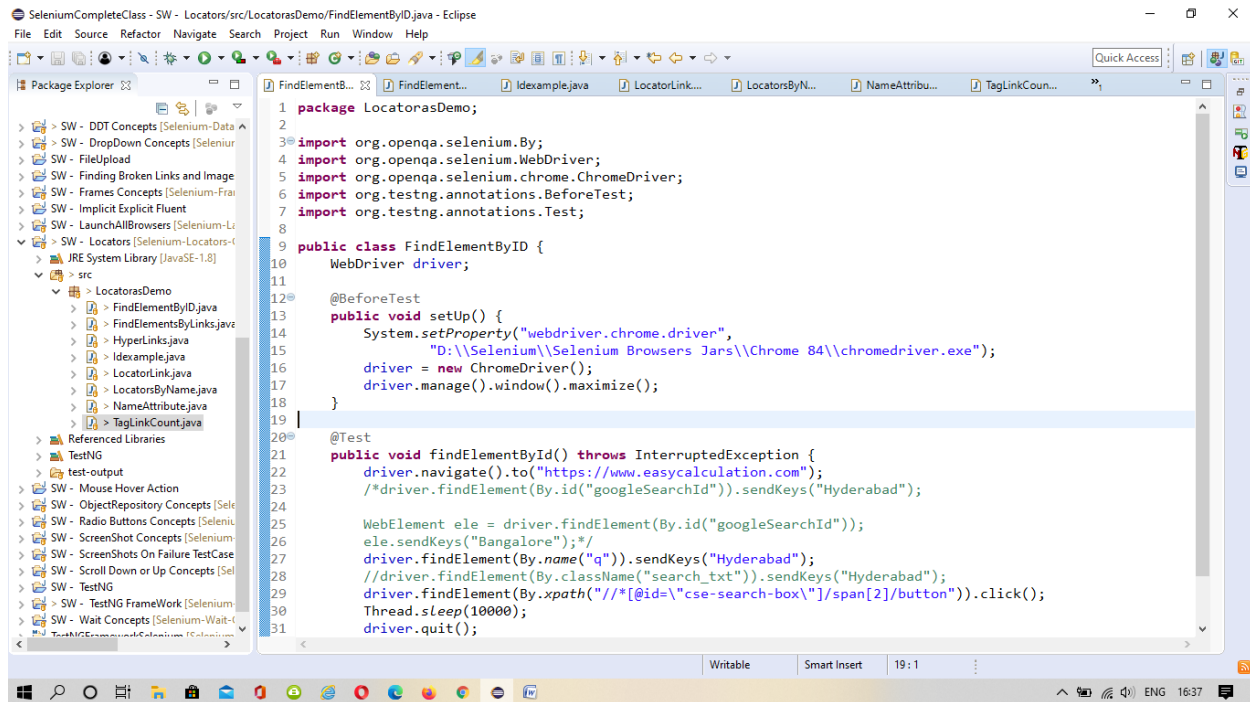 SeleniumCompleteClass - SW - Locators/src/LocatorasDemo/FindElementByID.java - Eclipse
File Edit Source Refactor Navigate Search Project Run Window Help
Quick Access
Package Explorer
FindElementB... FindElement... Idexample.java LocatorLink.... LocatorsByN... NameAttribu... TagLinkCoun... »1
> SW - DDT Concepts [Selenium-Data
> SW - DropDown Concepts [Seleniur
SW - FileUpload
SW - Finding Broken Links and Image
SW - Frames Concepts [Selenium-Fra
SW - Implicit Explicit Fluent
SW - LaunchAllBrowsers [Selenium-La
> SW - Locators [Selenium-Locators-
JRE System Library [JavaSE-1.8]
> src
> LocatorasDemo
> FindElementByID.java
> FindElementsByLinks.java
> HyperLinks.java
> Idexample.java
> LocatorLink.java
> LocatorsByName.java
> NameAttribute.java
> TagLinkCount.java
Referenced Libraries
TestNG
test-output
SW - Mouse Hover Action
SW - ObjectRepository Concepts [Sele
SW - Radio Buttons Concepts [Seleniu
SW - ScreenShot Concepts [Selenium-
SW - ScreenShots On Failure TestCase
SW - Scroll Down or Up Concepts [Sel
SW - TestNG
> SW - TestNG FrameWork [Selenium-
SW - Wait Concepts [Selenium-Wait-
TestNGFrameworkSelenium [Selenium
1 package LocatorasDemo;
2
3 import org.openqa.selenium.By;
4 import org.openqa.selenium.WebDriver;
5 import org.openqa.selenium.chrome.ChromeDriver;
6 import org.testng.annotations.BeforeTest;
7 import org.testng.annotations.Test;
8
9 public class FindElementByID {
10 WebDriver driver;
11
12 @BeforeTest
13 public void setUp() {
14 System.setProperty("webdriver.chrome.driver",
15 "D:\\Selenium\\Selenium Browsers Jars\\Chrome 84\\chromedriver.exe");
16 driver = new ChromeDriver();
17 driver.manage().window().maximize();
18 }
19
20 @Test
21 public void findElementById() throws InterruptedException {
22 driver.navigate().to("https://www.easycalculation.com");
23 /*driver.findElement(By.id("googleSearchId")).sendKeys("Hyderabad");
24
25 WebElement ele = driver.findElement(By.id("googleSearchId"));
26 ele.sendKeys("Bangalore");*/
27 driver.findElement(By.name("q")).sendKeys("Hyderabad");
28 //driver.findElement(By.className("search_txt")).sendKeys("Hyderabad");
29 driver.findElement(By.xpath("//*[@id=\"cse-search-box\"]/span[2]/button")).click();
30 Thread.sleep(10000);
31 driver.quit();
Writable Smart Insert 19 : 1
ENG 16:37